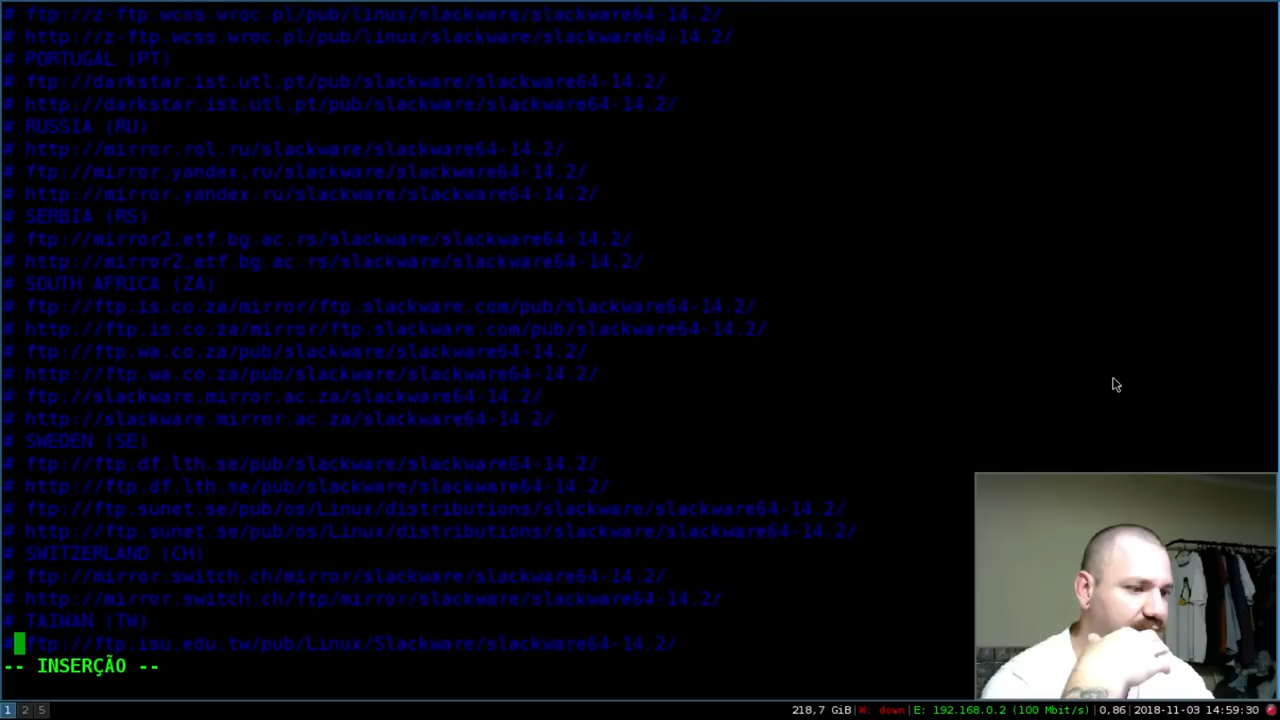 # ftp://z-ftp.wcss.wroc.pl/pub/linux/slackware/slackware64-14.2/
# http://z-ftp.wcss.wroc.pl/pub/linux/slackware/slackware64-14.2/
# PORTUGAL (PT)
# ftp://darkstar.ist.utl.pt/pub/slackware/slackware64-14.2/
# http://darkstar.ist.utl.pt/pub/slackware/slackware64-14.2/
# RUSSIA (RU)
# http://mirror.rol.ru/slackware/slackware64-14.2/
# ftp://mirror.yandex.ru/slackware/slackware64-14.2/
# http://mirror.yandex.ru/slackware/slackware64-14.2/
# SERBIA (RS)
# ftp://mirror2.etf.bg.ac.rs/slackware/slackware64-14.2/
# http://mirror2.etf.bg.ac.rs/slackware/slackware64-14.2/
# SOUTH AFRICA (ZA)
# ftp://ftp.is.co.za/mirror/ftp.slackware.com/pub/slackware64-14.2/
# http://ftp.is.co.za/mirror/ftp.slackware.com/pub/slackware64-14.2/
# ftp://ftp.wa.co.za/pub/slackware/slackware64-14.2/
# http://ftp.wa.co.za/pub/slackware/slackware64-14.2/
# ftp://slackware.mirror.ac.za/slackware64-14.2/
# http://slackware.mirror.ac.za/slackware64-14.2/
# SWEDEN (SE)
# ftp://ftp.df.lth.se/pub/slackware/slackware64-14.2/
# http://ftp.df.lth.se/pub/slackware/slackware64-14.2/
# ftp://ftp.sunet.se/pub/os/Linux/distributions/slackware/slackware64-14.2/
# http://ftp.sunet.se/pub/os/Linux/distributions/slackware/slackware64-14.2/
# SWITZERLAND (CH)
# ftp://mirror.switch.ch/mirror/slackware/slackware64-14.2/
# http://mirror.switch.ch/ftp/mirror/slackware/slackware64-14.2/
# TAIWAN (TW)
# ftp://ftp.isu.edu.tw/pub/Linux/Slackware/slackware64-14.2/
-- INSERÇÃO --
1 2 5 218,7 GiB|W: down|E: 192.168.0.2 (100 Mbit/s)|0,86|2018-11-03 14:59:30